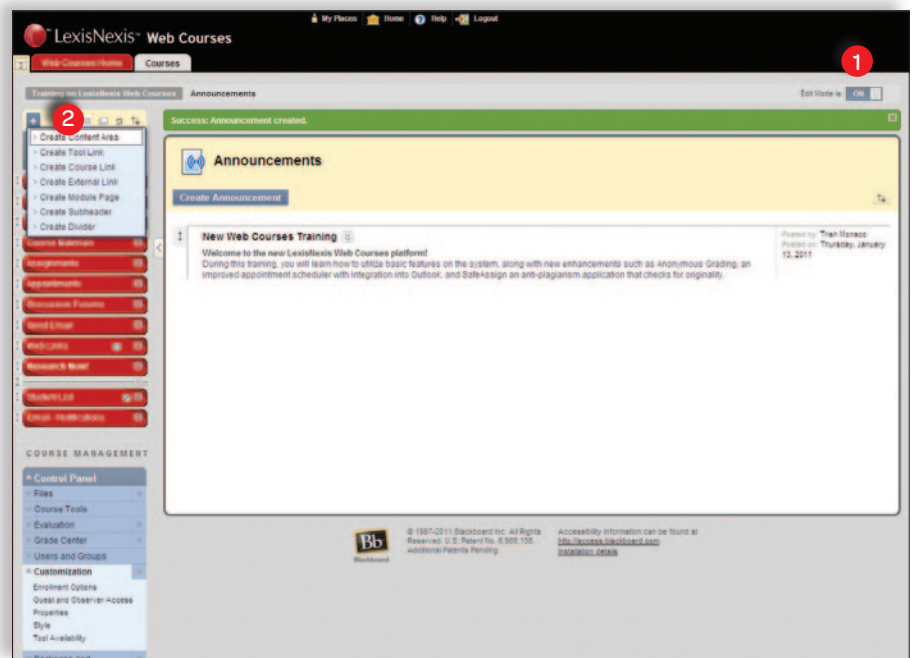 My Places Home Help Logout
LexisNexis™ Web Courses
Web Courses Home Courses
1
Training on LexisNexis Web Courses Announcements
Edit Mode is: ON
2
Success: Announcement created.
Create Content Area
Create Tool Link
Create Course Link
Create External Link
Create Module Page
Create Subheader
Create Divider
Announcements
Create Announcement
New Web Courses Training
Welcome to the new LexisNexis Web Courses platform!
During this training, you will learn how to utilize basic features on the system, along with new enhancements such as Anonymous Grading, an
improved appointment scheduler with integration into Outlook, and SafeAssign an anti-plagiarism application that checks for originality.
Posted by: Trish Monaco
Posted on: Thursday, January
13, 2011
Course Materials
Assignments
Appointments
Discussion Forums
Send Email
Web Links
Research Now!
Student List
Email - Notifications
COURSE MANAGEMENT
Control Panel
Files
Course Tools
Evaluation
Grade Center
Users and Groups
Customization
Enrolment Options
Guest and Observer Access
Properties
Style
Tool Availability
Packages and
Bb
Blackboard
© 1997-2011 Blackboard Inc. All Rights
Reserved. U.S. Patent No. 6,988,138.
Additional Patents Pending.
Accessibility information can be found at
http://access.blackboard.com.
Installation details